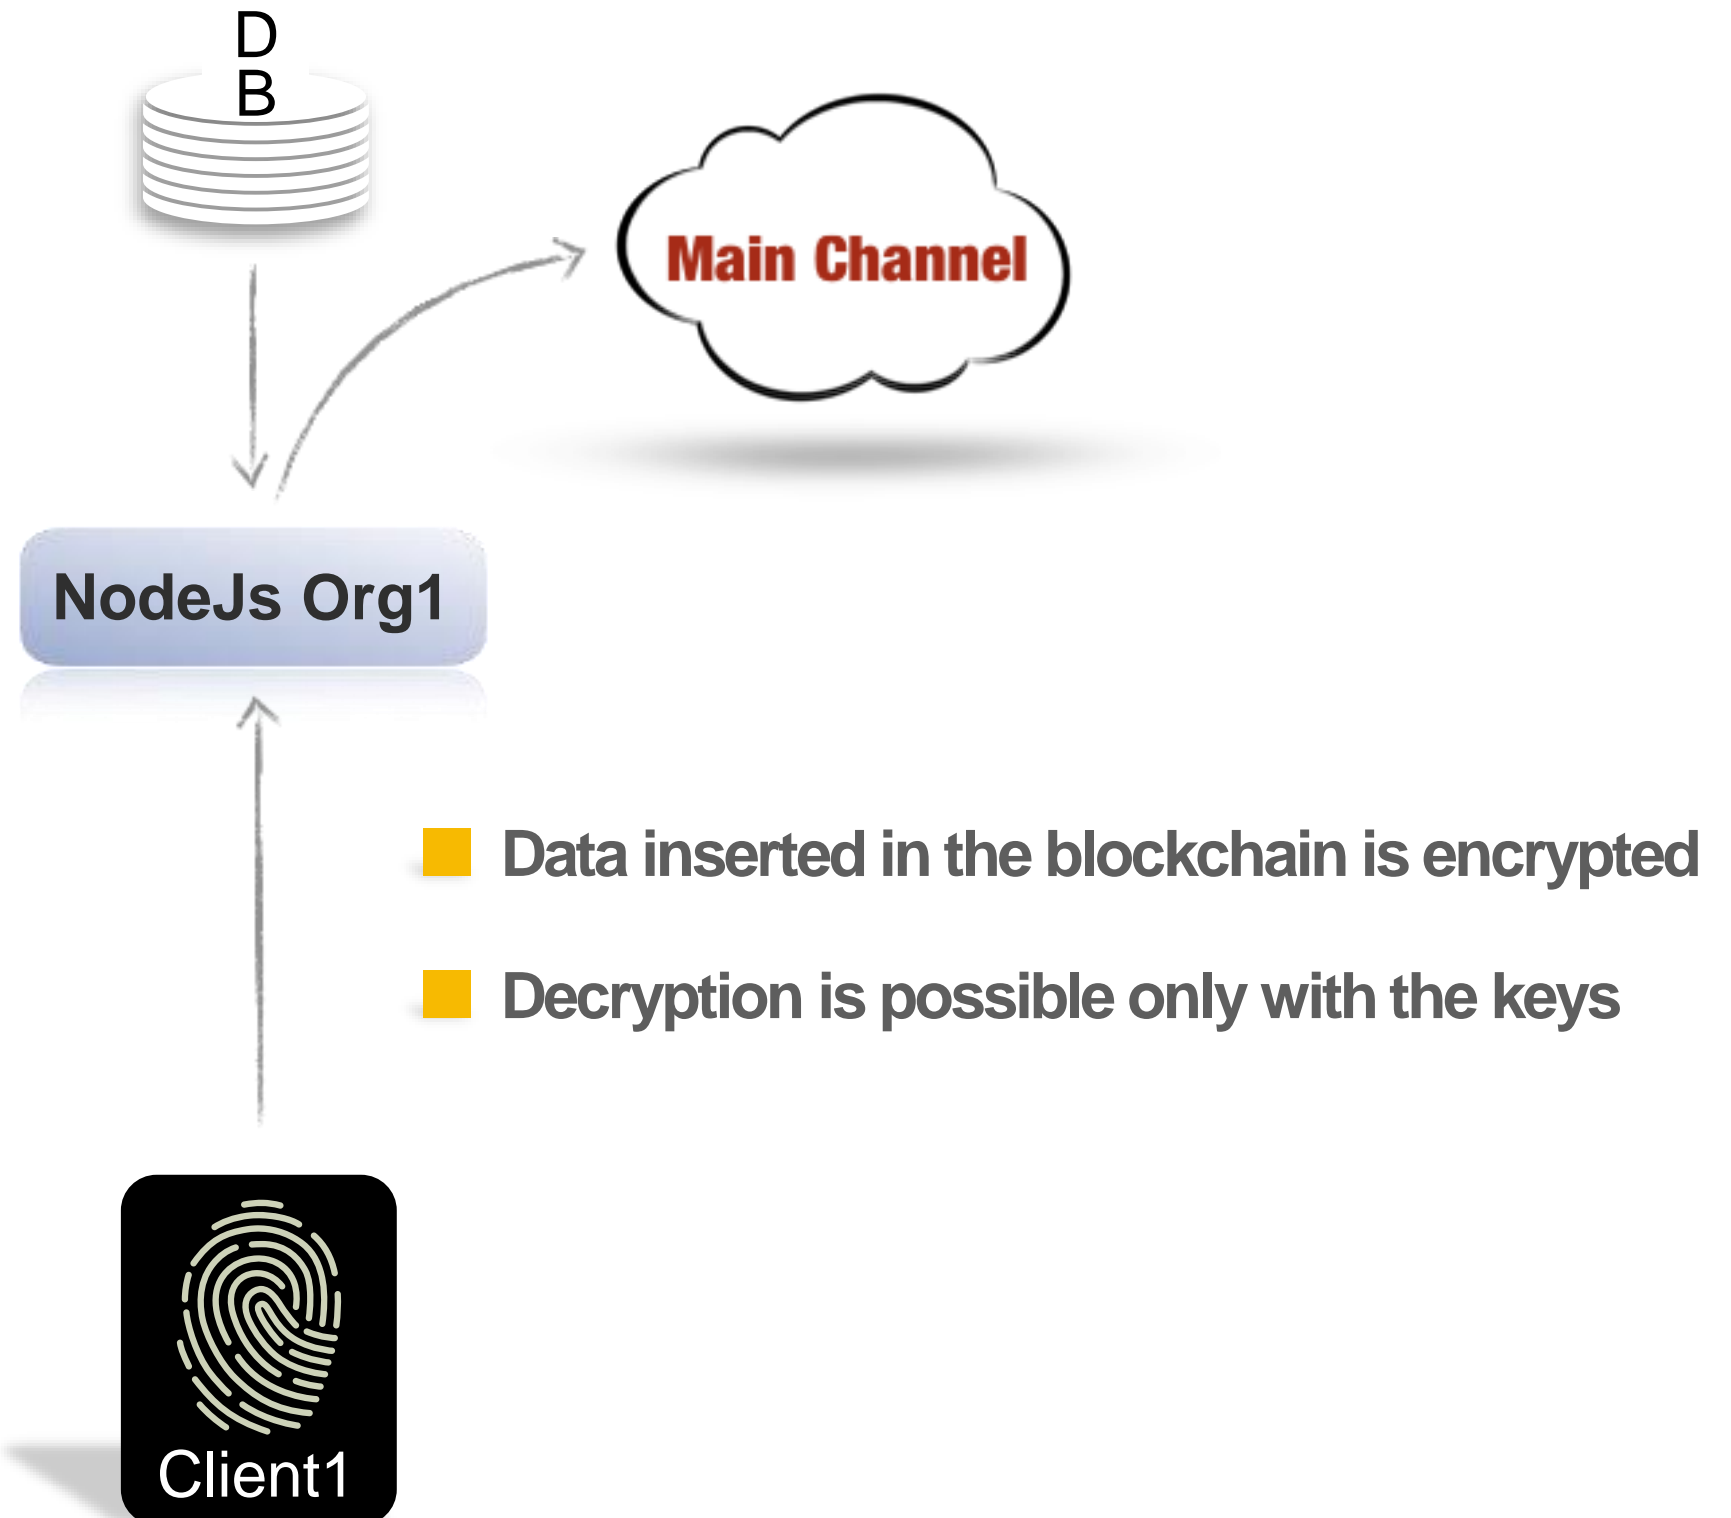 D
B
Main Channel
NodeJs Org1
Data inserted in the blockchain is encrypted
Decryption is possible only with the keys
Client1